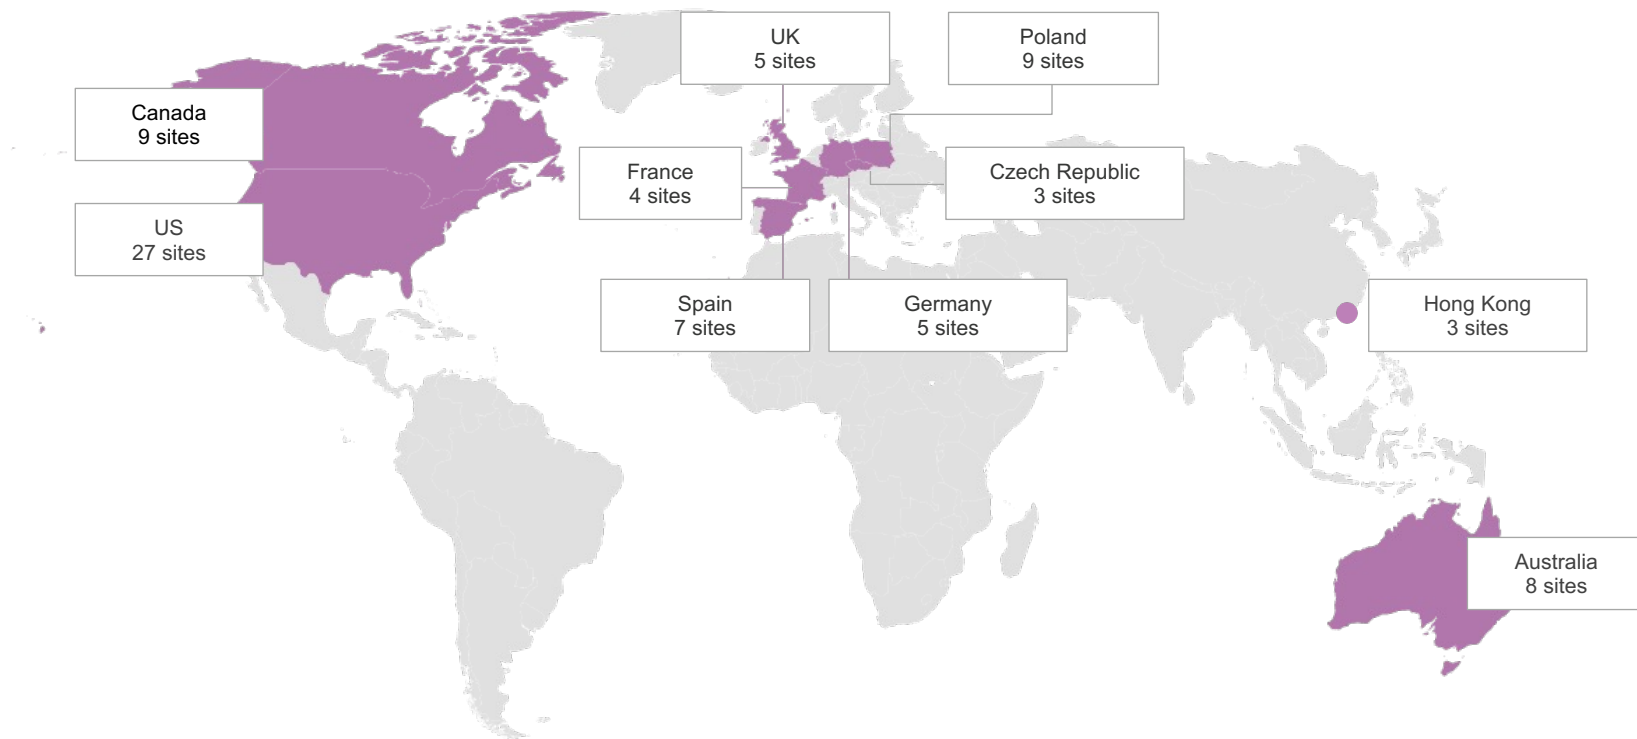 UK
5 sites
Poland
9 sites
Canada
9 sites
France
4 sites
Czech Republic
3 sites
US
27 sites
Spain
7 sites
Germany
5 sites
Hong Kong
3 sites
Australia
8 sites